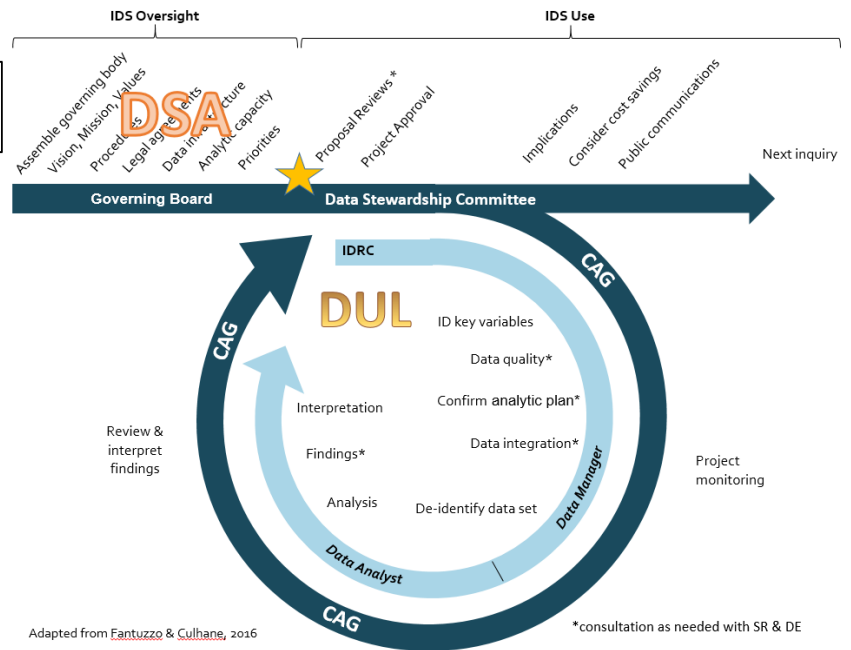 IDS Oversight
IDS Use
Assemble governing body
Vision, Mission, Values
Procedures
Legal agreements
Data infrastructure
Analytic capacity
Priorities
DSA
Proposal Reviews *
Project Approval
Implications
Consider cost savings
Public communications
Next inquiry
Governing Board
Data Stewardship Committee
IDRC
CAG
DUL
ID key variables
CAG
Data quality*
Interpretation
Confirm analytic plan*
Review &
interpret
findings
Findings*
Data integration*
Project
monitoring
Analysis
De-identify data set
Data Manager
Data Analyst
CAG
Adapted from Fantuzzo & Culhane, 2016
*consultation as needed with SR & DE